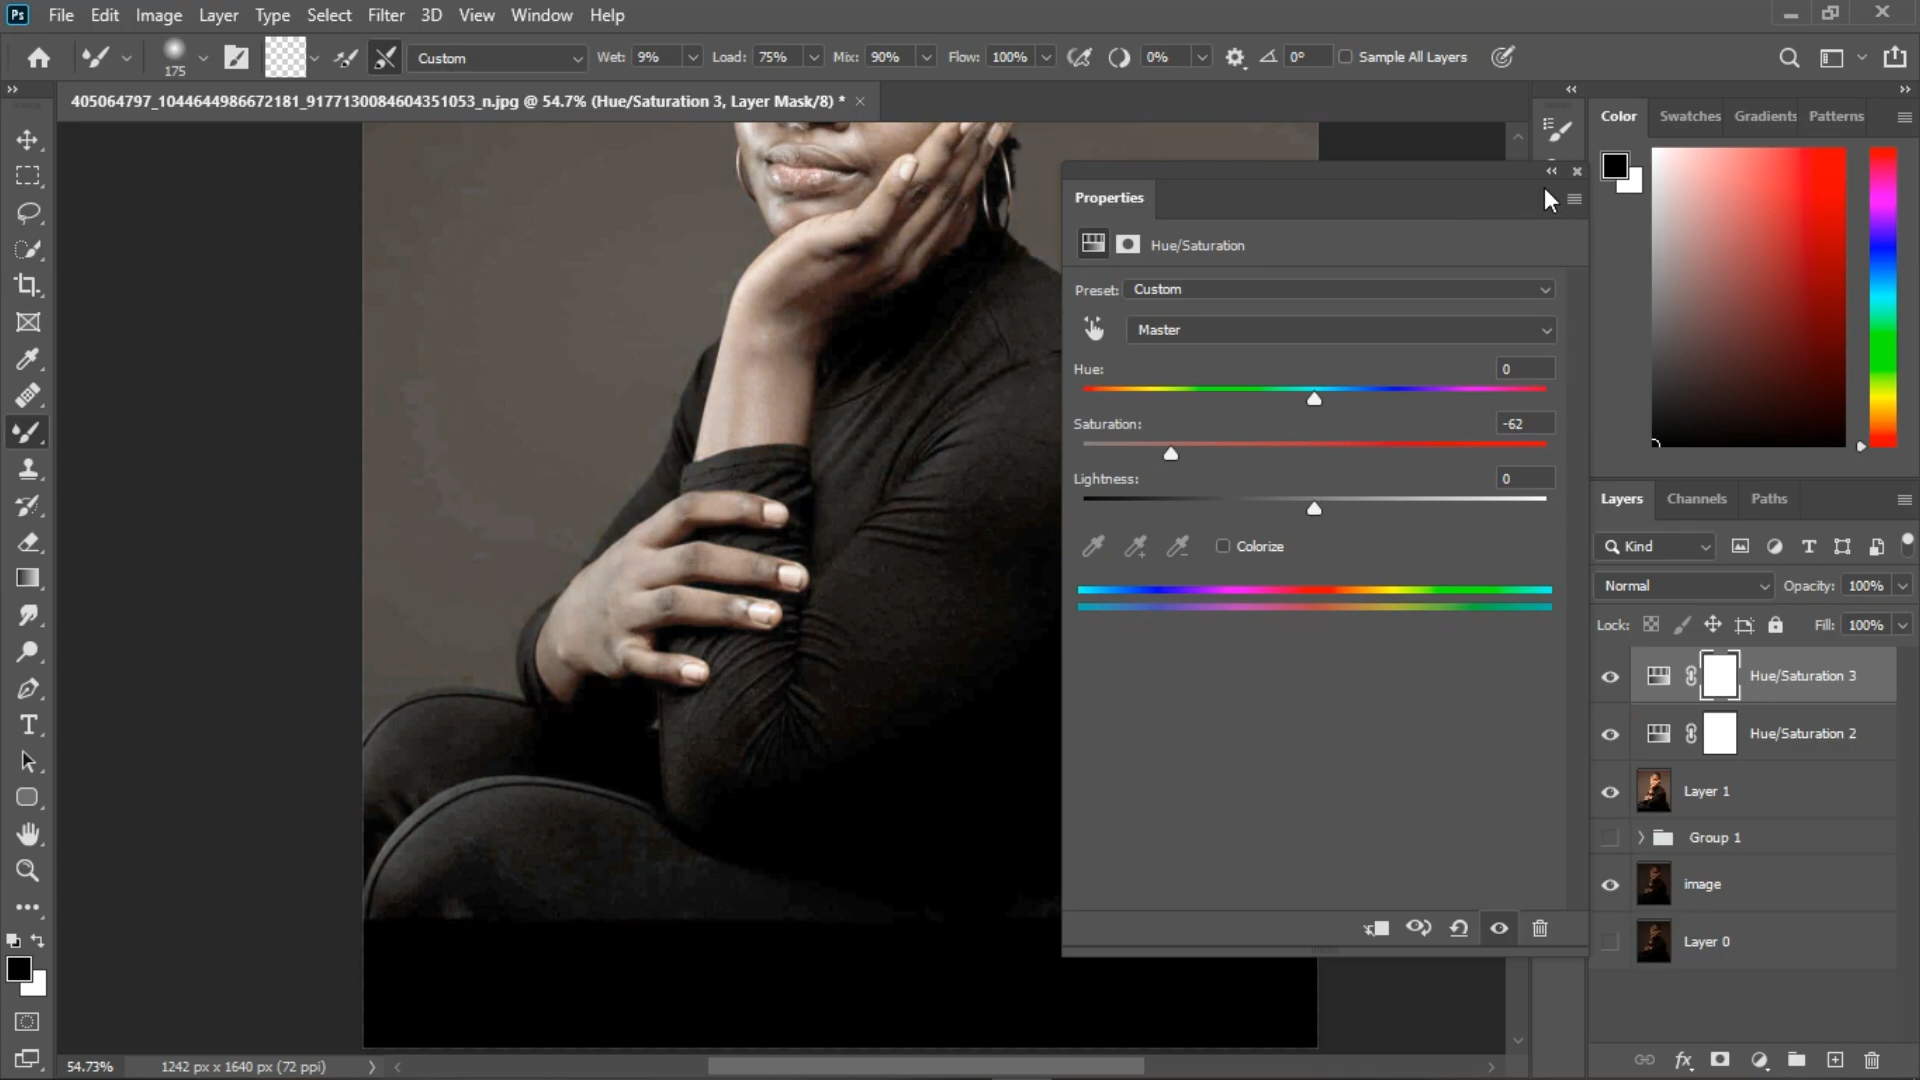 Ps File Edit Image Layer Type Select Filter 3D View Window Help
175 Custom Wet: 9% Load: 75% Mix: 90% Flow: 100% 0% 0° Sample All Layers
405064797_1044644986672181_9177130084604351053_n.jpg @ 54.7% (Hue/Saturation 3, Layer Mask/8) *
Color Swatches Gradients Patterns
Properties
Hue/Saturation
Preset: Custom
Master
Hue: 0
Saturation: -62
Lightness: 0
Colorize
Layers Channels Paths
Kind
Normal Opacity: 100%
Lock: Fill: 100%
Hue/Saturation 3
Hue/Saturation 2
Layer 1
Group 1
image
Layer 0
54.73% 1242 px x 1640 px (72 ppi)